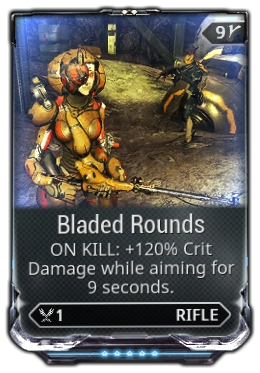 9
Bladed Rounds
ON KILL: +120% Crit
Damage while aiming for
9 seconds.
1 RIFLE